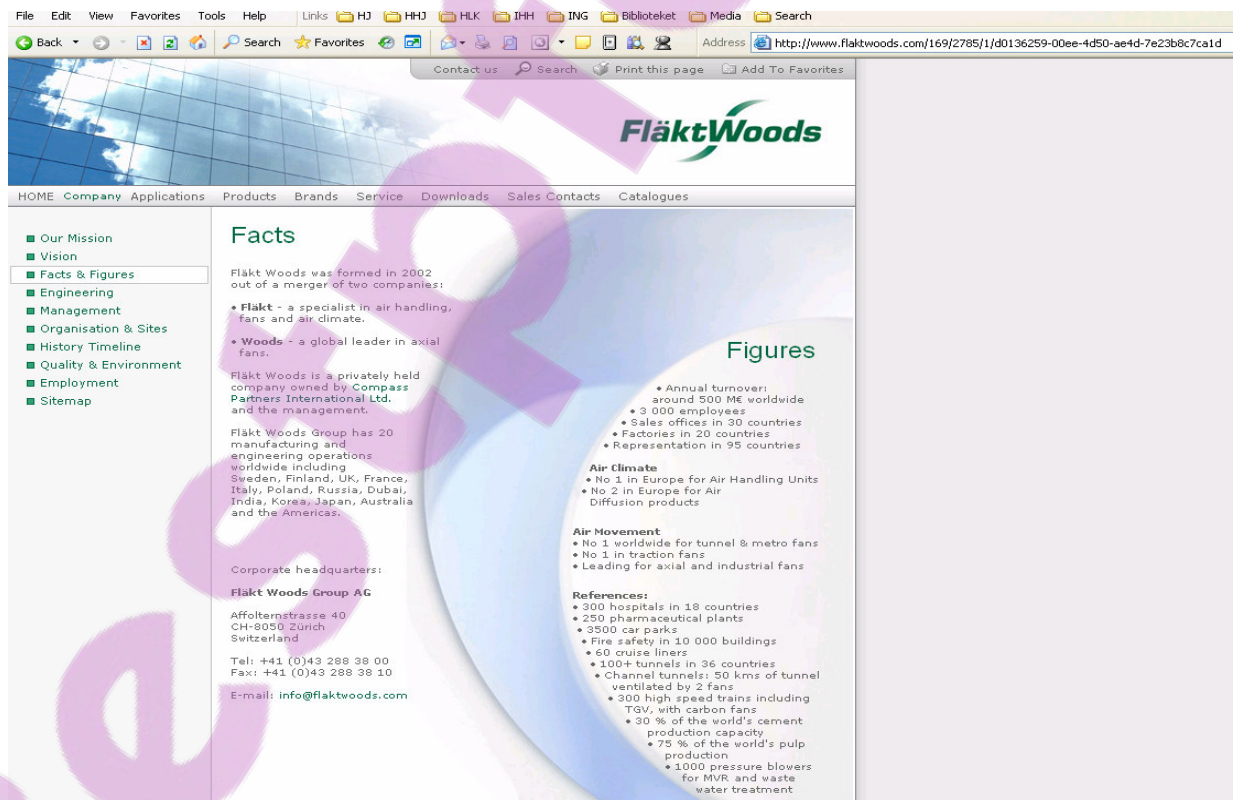 File Edit View Favorites Tools Help Links HJ HHJ HLK IHH ING Biblioteket Media Search
Back Search Favorites Address http://www.flaktwoods.com/169/2785/1/d0136259-00ee-4d50-ae4d-7e23b8c7ca1d
Contact us Search Print this page Add To Favorites
FläktWoods
HOME Company Applications Products Brands Service Downloads Sales Contacts Catalogues
Our Mission
Vision
Facts & Figures
Engineering
Management
Organisation & Sites
History Timeline
Quality & Environment
Employment
Sitemap
Facts
Fläkt Woods was formed in 2002
out of a merger of two companies:
• Fläkt - a specialist in air handling,
fans and air climate.
• Woods - a global leader in axial
fans.
Fläkt Woods is a privately held
company owned by Compass
Partners International Ltd.
and the management.
Fläkt Woods Group has 20
manufacturing and
engineering operations
worldwide including
Sweden, Finland, UK, France,
Italy, Poland, Russia, Dubai,
India, Korea, Japan, Australia
and the Americas.
Corporate headquarters:
Fläkt Woods Group AG
Affolternstrasse 40
CH-8050 Zürich
Switzerland
Tel: +41 (0)43 288 38 00
Fax: +41 (0)43 288 38 10
E-mail: info@flaktwoods.com
Figures
• Annual turnover:
around 500 M€ worldwide
• 3 000 employees
• Sales offices in 30 countries
• Factories in 20 countries
• Representation in 95 countries
Air Climate
• No 1 in Europe for Air Handling Units
• No 2 in Europe for Air
Diffusion products
Air Movement
• No 1 worldwide for tunnel & metro fans
• No 1 in traction fans
• Leading for axial and industrial fans
References:
• 300 hospitals in 18 countries
• 250 pharmaceutical plants
• 3500 car parks
• Fire safety in 10 000 buildings
• 60 cruise liners
• 100+ tunnels in 36 countries
• Channel tunnels: 50 kms of tunnel
ventilated by 2 fans
• 300 high speed trains including
TGV, with carbon fans
• 30 % of the world's cement
production capacity
• 75 % of the world's pulp
production
• 1000 pressure blowers
for MVR and waste
water treatment